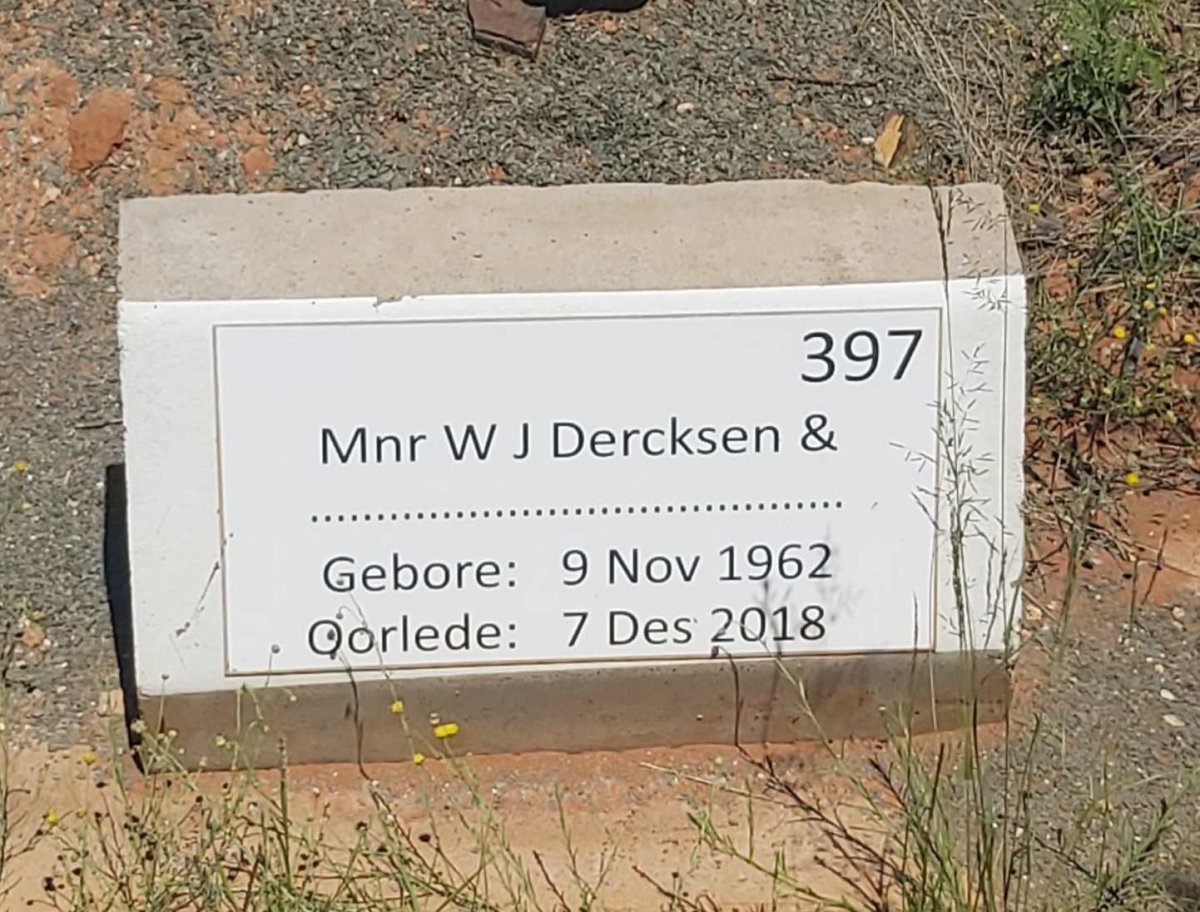 397
Mnr W J Dercksen &
........................................
Gebore: 9 Nov 1962
Oorlede: 7 Des 2018